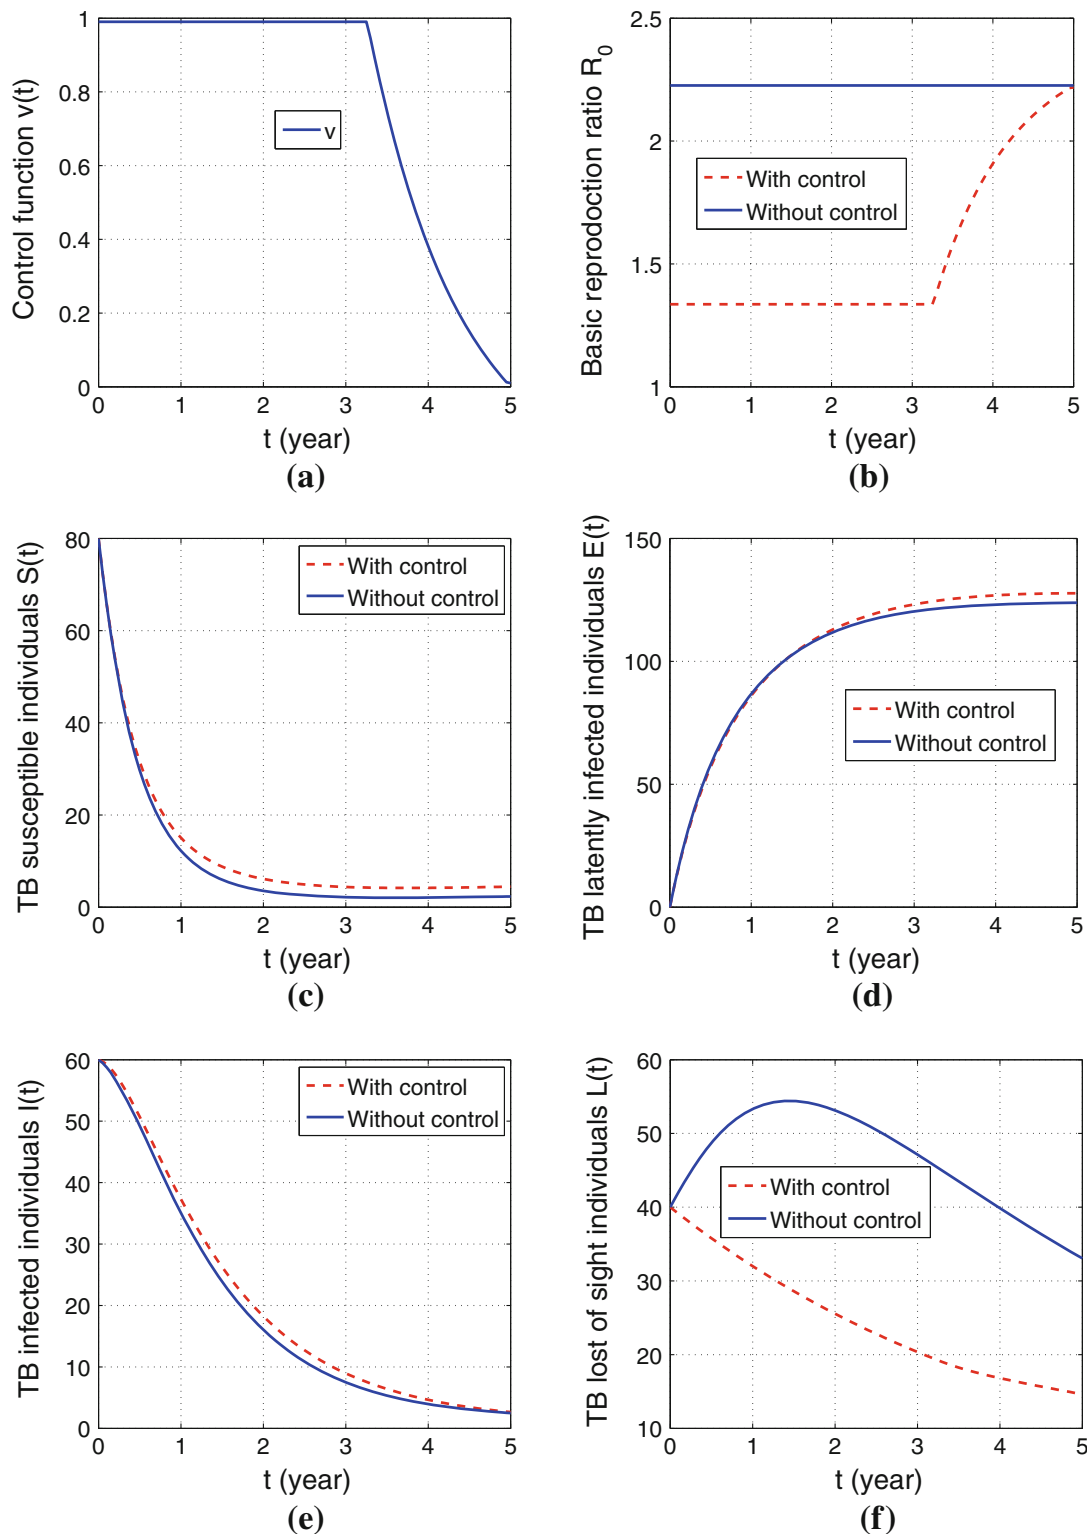 Control function v(t)
1
0.8
0.6
0.4
0.2
0
v
0 1 2 3 4 5
t (year)
(a)
Basic reprodoction ratio R0
2.5
2
1.5
1
With control
Without control
0 1 2 3 4 5
t (year)
(b)
TB susceptible individuals S(t)
80
60
40
20
0
With control
Without control
0 1 2 3 4 5
t (year)
(c)
TB latently infected individuals E(t)
150
100
50
0
With control
Without control
0 1 2 3 4 5
t (year)
(d)
TB infected individuals I(t)
60
50
40
30
20
10
0
With control
Without control
0 1 2 3 4 5
t (year)
(e)
TB lost of sight individuals L(t)
60
50
40
30
20
10
With control
Without control
0 1 2 3 4 5
t (year)
(f)